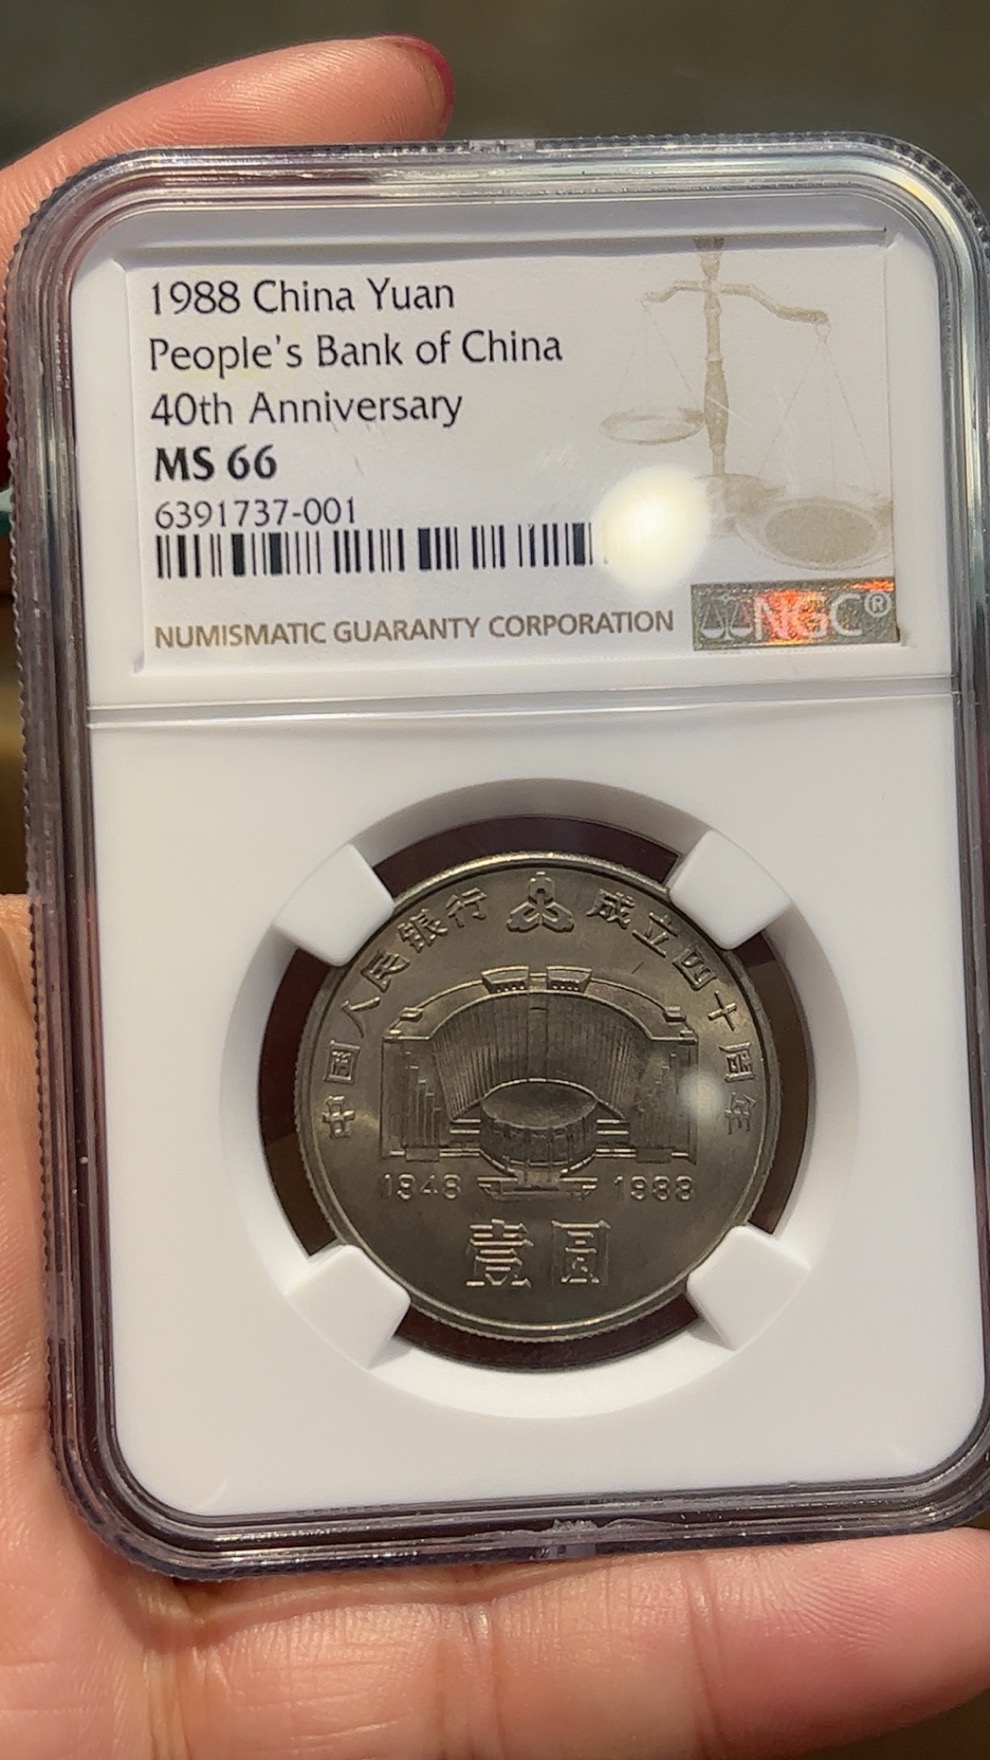 1988 China Yuan
People's Bank of China
40th Anniversary
MS 66
6391737-001
NUMISMATIC GUARANTY CORPORATION
NGC®
中国人民银行 成立四十周年
1948 1988
壹圆